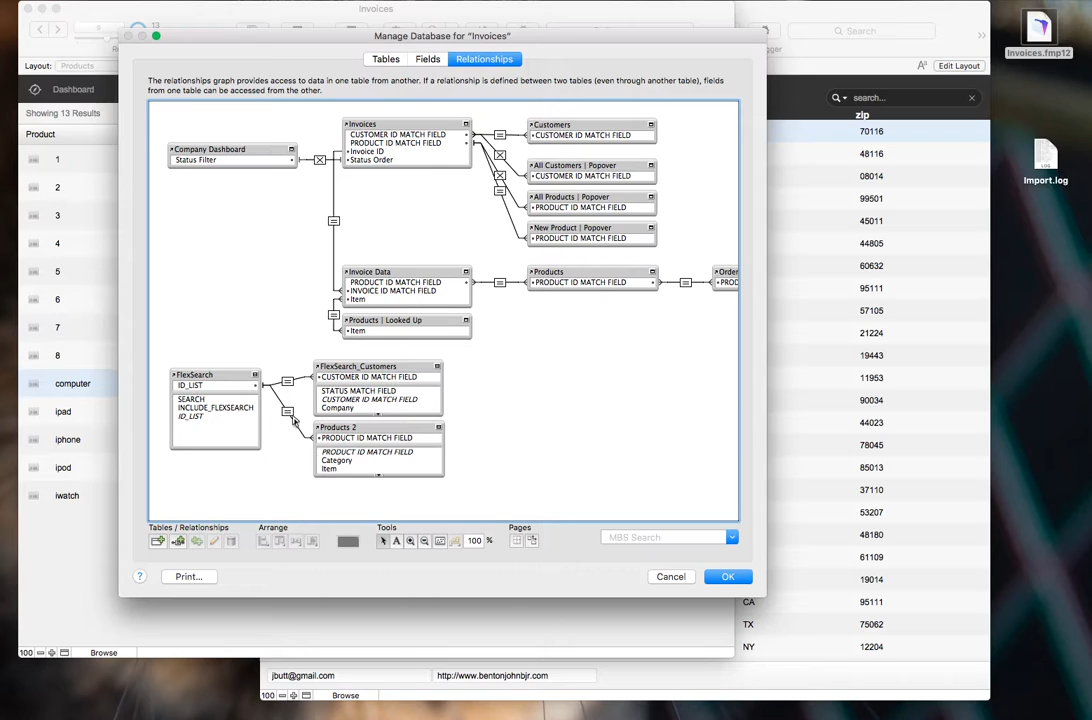 Invoices
Search
Invoices.fmp12
Layout:
Products
Edit Layout
Manage Database for "Invoices"
Tables
Fields
Relationships
The relationships graph provides access to data in one table from another. If a relationship is defined between two tables (even through another table), fields
from one table can be accessed from the other.
Dashboard
Showing 13 Results
Product
1
2
3
4
5
6
7
8
computer
ipad
iphone
ipod
iwatch
Company Dashboard
Status Filter
Invoices
CUSTOMER ID MATCH FIELD
PRODUCT ID MATCH FIELD
Invoice ID
Status Order
Customers
CUSTOMER ID MATCH FIELD
All Customers | Popover
CUSTOMER ID MATCH FIELD
All Products | Popover
PRODUCT ID MATCH FIELD
New Product | Popover
PRODUCT ID MATCH FIELD
Invoice Data
PRODUCT ID MATCH FIELD
INVOICE ID MATCH FIELD
Item
Products
PRODUCT ID MATCH FIELD
Order
PROD
Products | Looked Up
Item
FlexSearch
ID_LIST
SEARCH
INCLUDE_FLEXSEARCH
ID_LIST
FlexSearch_Customers
CUSTOMER ID MATCH FIELD
STATUS MATCH FIELD
CUSTOMER ID MATCH FIELD
Company
Products 2
PRODUCT ID MATCH FIELD
PRODUCT ID MATCH FIELD
Category
Item
Tables / Relationships
Arrange
Tools
Pages
A
100 %
MBS Search
?
Print...
Cancel
OK
search...
zip
70116
48116
08014
99501
45011
44805
60632
95111
57105
21224
19443
11953
90034
44023
78045
85013
37110
53207
48180
61109
19014
CA 95111
TX 75062
NY 12204
Import.log
100
Browse
jbutt@gmail.com
http://www.bentonjohnbjr.com
100
Browse